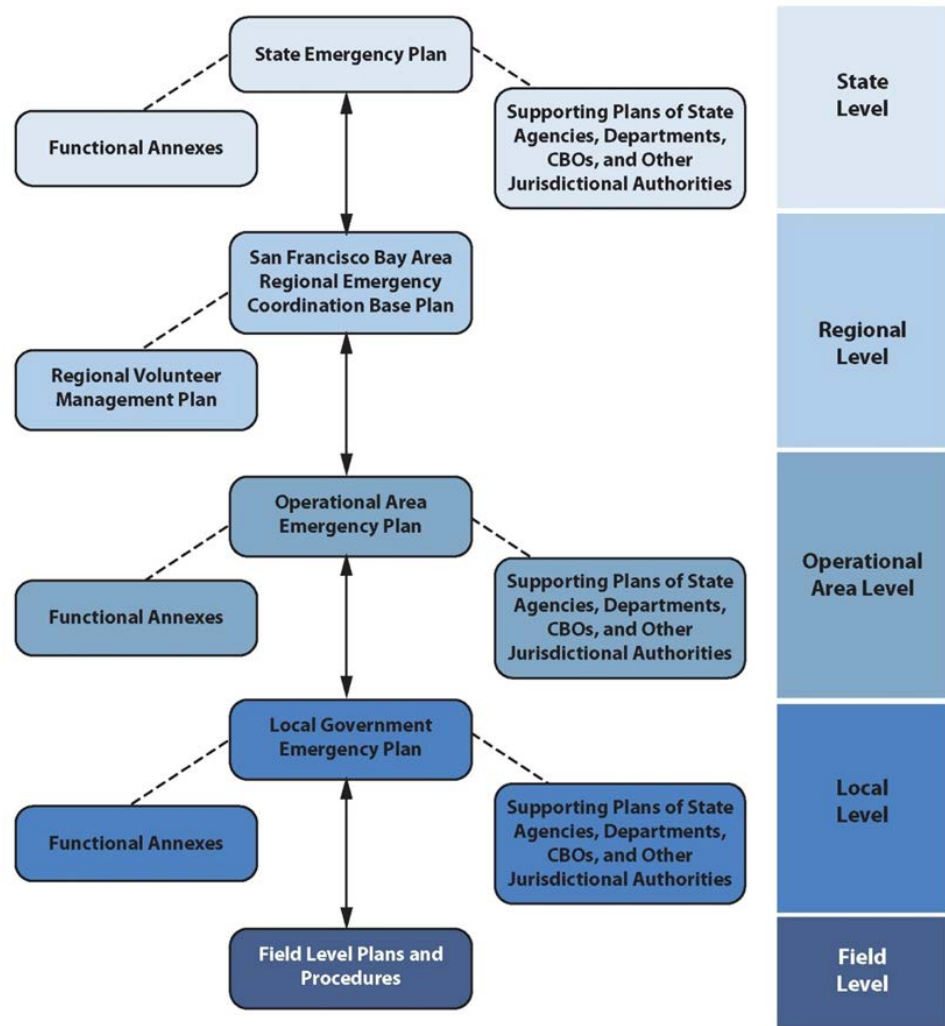 State Emergency Plan
Functional Annexes
Supporting Plans of State
Agencies, Departments,
CBOs, and Other
Jurisdictional Authorities
State
Level
San Francisco Bay Area
Regional Emergency
Coordination Base Plan
Regional Volunteer
Management Plan
Regional
Level
Operational Area
Emergency Plan
Functional Annexes
Supporting Plans of State
Agencies, Departments,
CBOs, and Other
Jurisdictional Authorities
Operational
Area Level
Local Government
Emergency Plan
Functional Annexes
Supporting Plans of State
Agencies, Departments,
CBOs, and Other
Jurisdictional Authorities
Local
Level
Field Level Plans and
Procedures
Field
Level